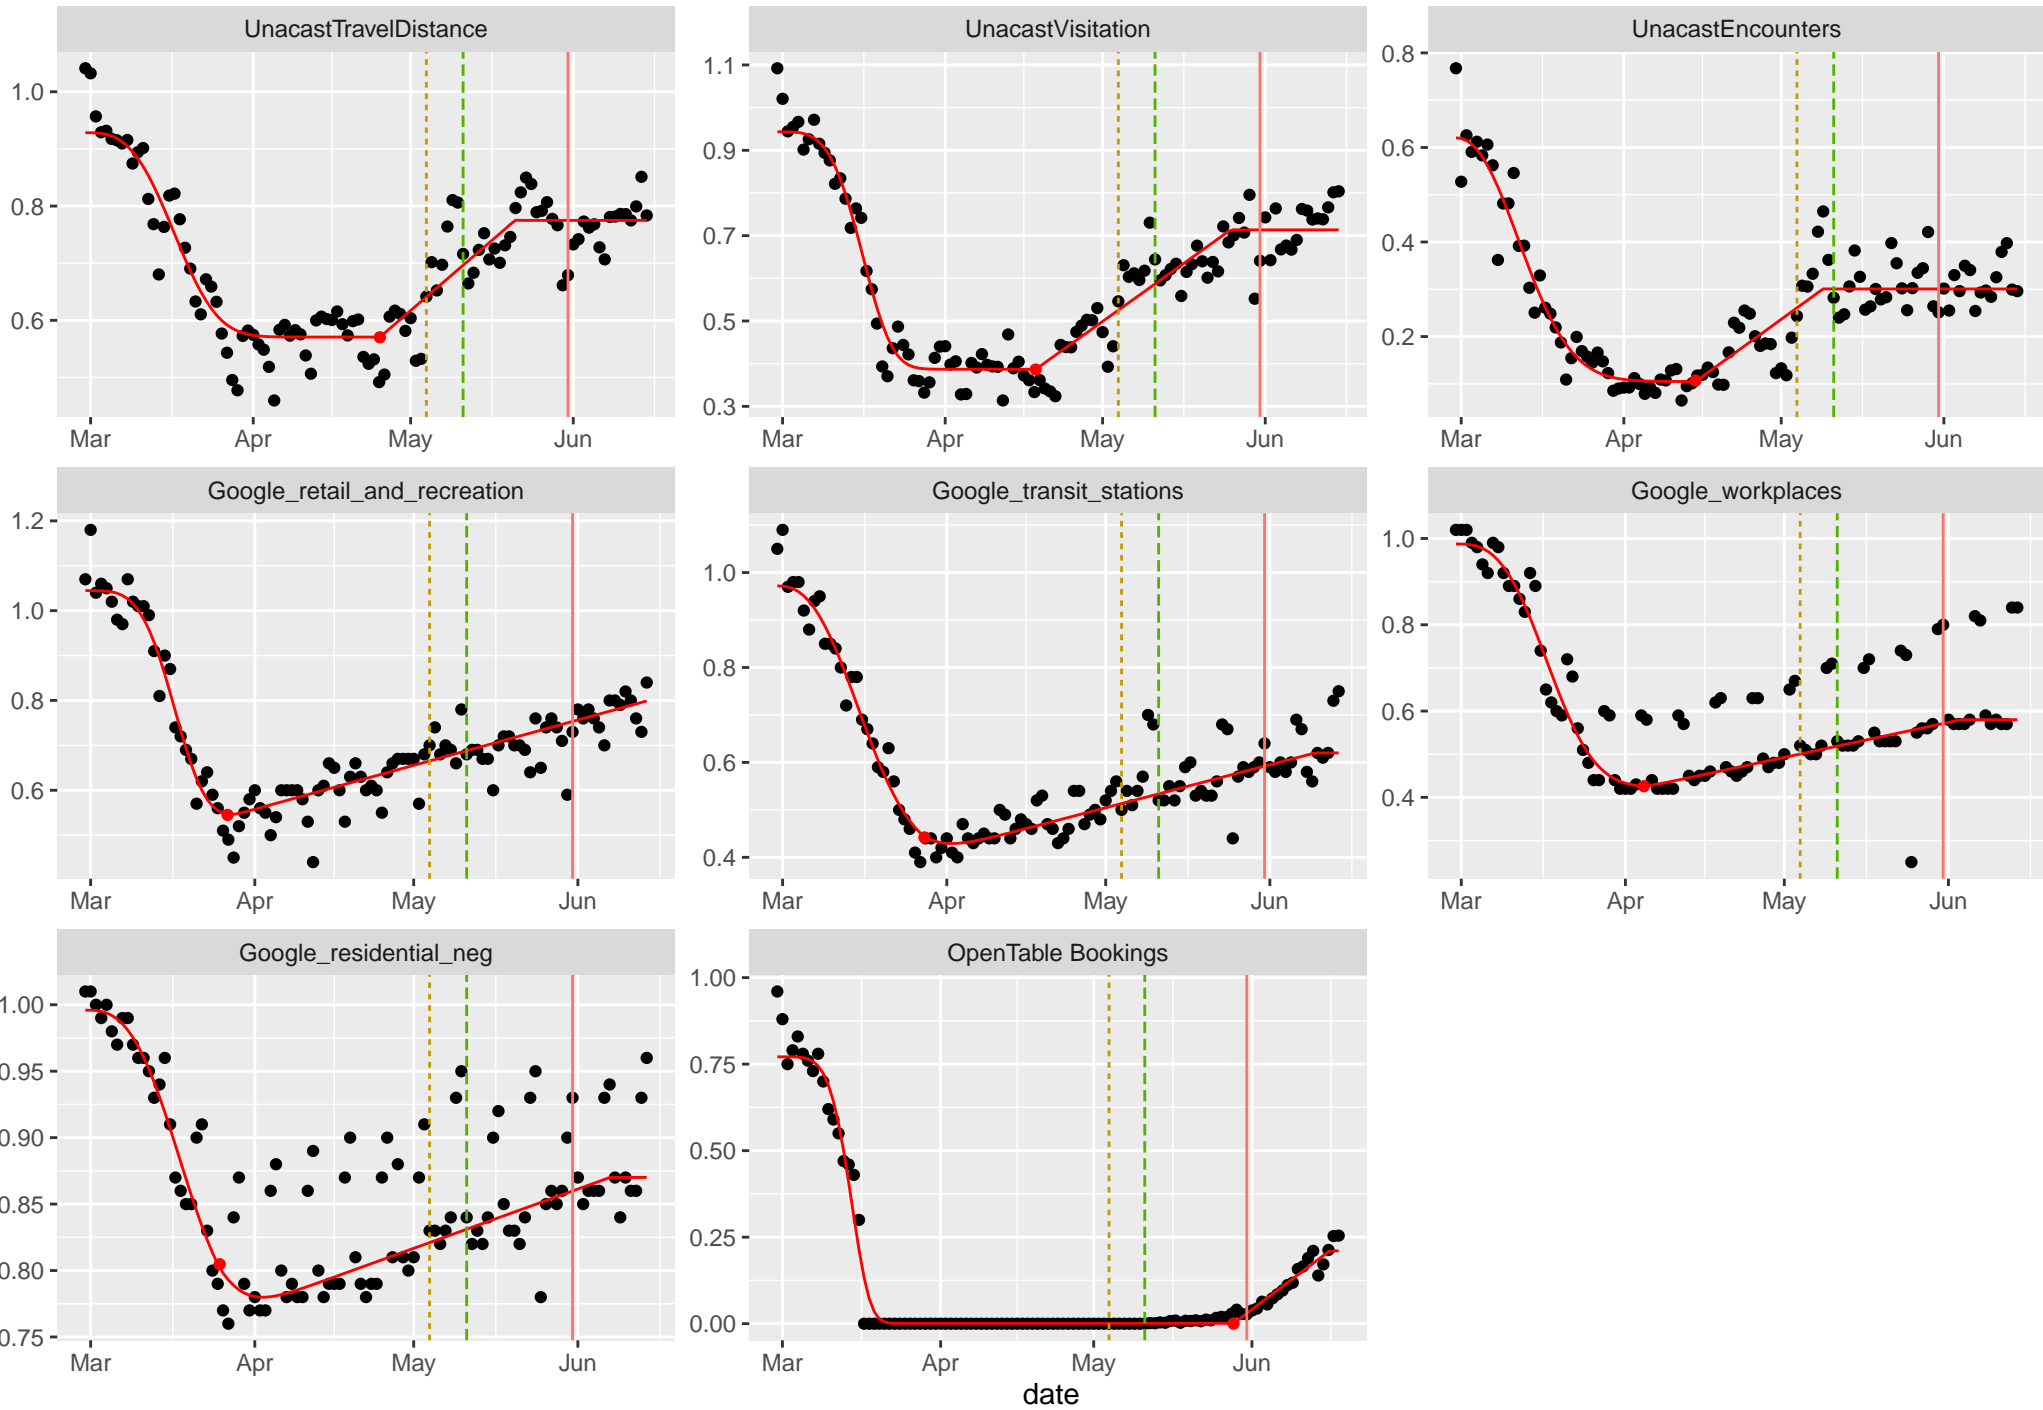 UnacastTravelDistance
UnacastVisitation
UnacastEncounters
1.0
0.8
0.6
Mar Apr May Jun
1.1
0.9
0.7
0.5
0.3
Mar Apr May Jun
0.8
0.6
0.4
0.2
Mar Apr May Jun
Google_retail_and_recreation
Google_transit_stations
Google_workplaces
1.2
1.0
0.8
0.6
Mar Apr May Jun
1.0
0.8
0.6
0.4
Mar Apr May Jun
1.0
0.8
0.6
0.4
Mar Apr May Jun
Google_residential_neg
OpenTable Bookings
1.00
0.95
0.90
0.85
0.80
0.75
Mar Apr May Jun
1.00
0.75
0.50
0.25
0.00
Mar Apr May Jun
date